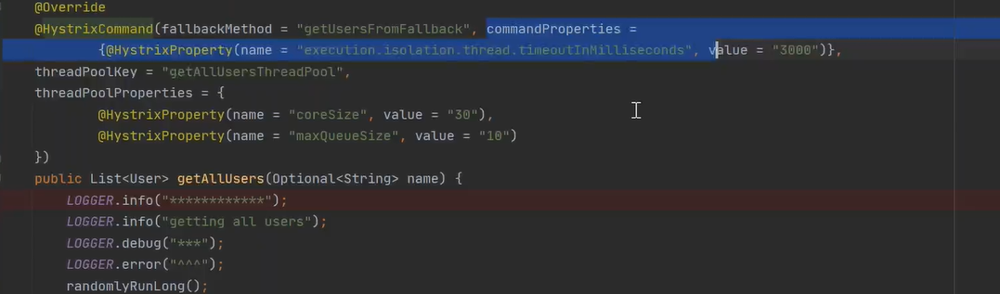 @Override
@HystrixCommand(fallbackMethod = "getUsersFromFallback", commandProperties =
{@HystrixProperty(name = "execution.isolation.thread.timeoutInMilliseconds", value = "3000")},
threadPoolKey = "getAllUsersThreadPool",
threadPoolProperties = {
@HystrixProperty(name = "coreSize", value = "30"),
@HystrixProperty(name = "maxQueueSize", value = "10")
})
public List<User> getAllUsers(Optional<String> name) {
LOGGER.info("************");
LOGGER.info("getting all users");
LOGGER.debug("***");
LOGGER.error("^^^");
randomlyRunLong();